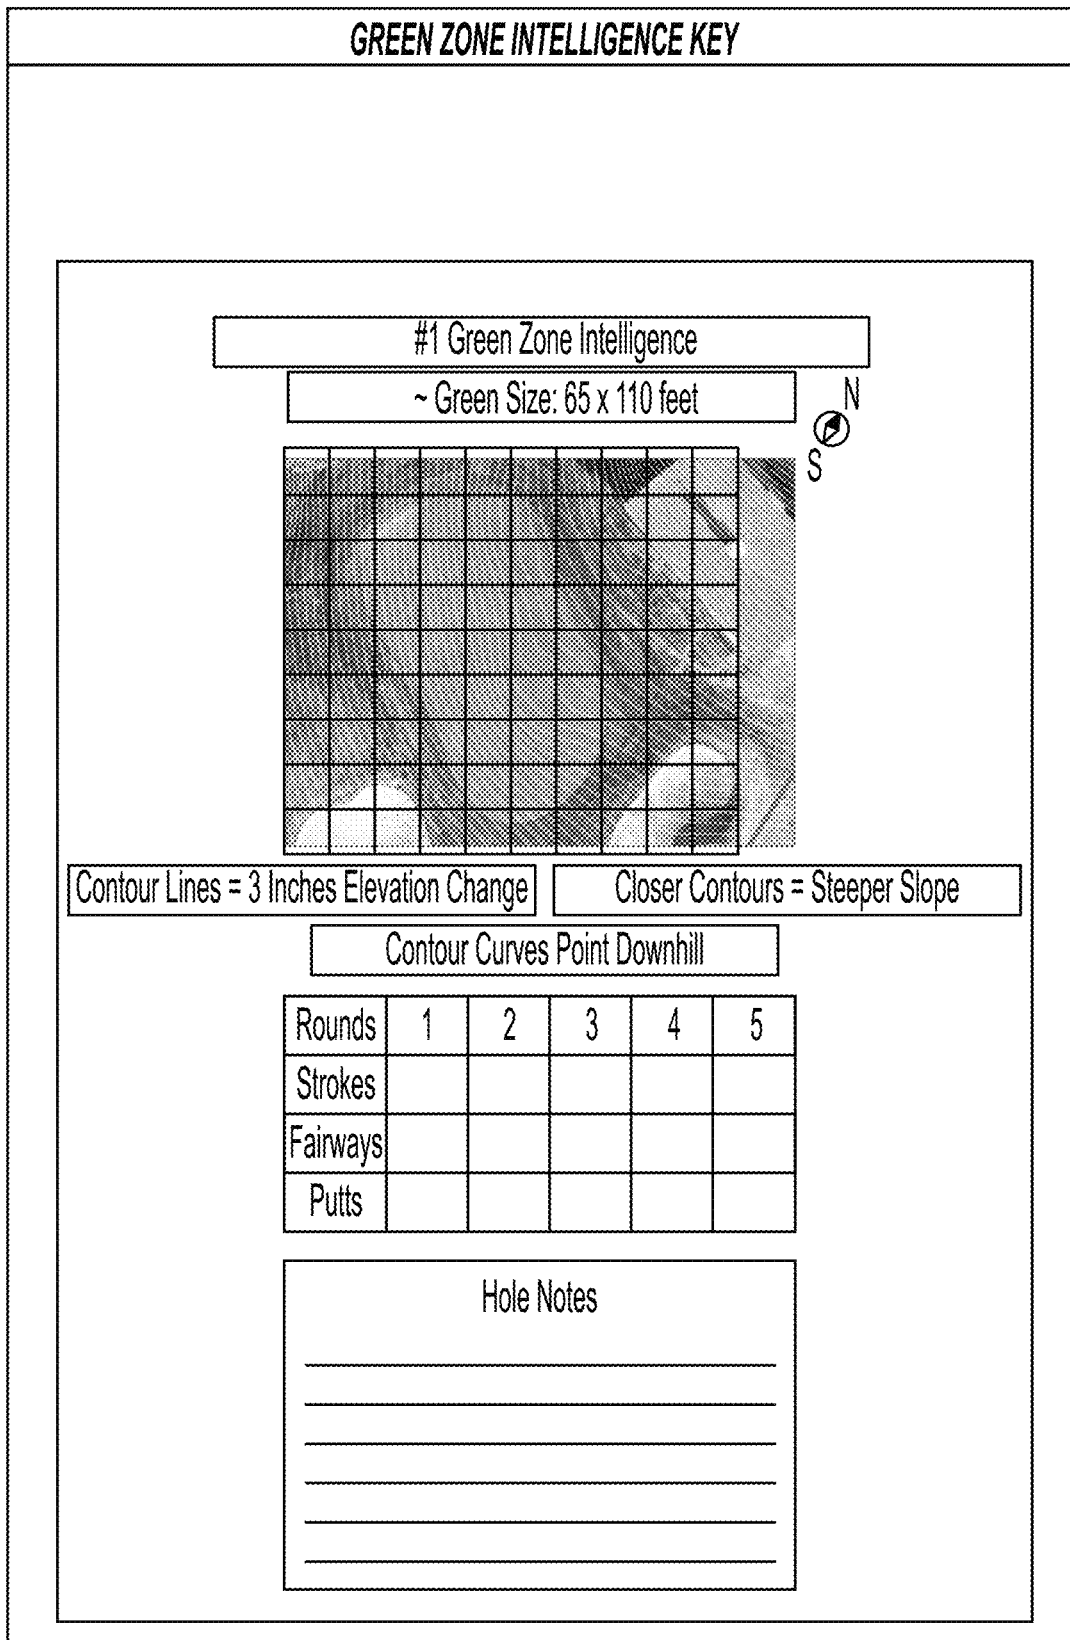 GREEN ZONE INTELLIGENCE KEY
#1 Green Zone Intelligence
~ Green Size: 65 x 110 feet
N
S
Contour Lines = 3 Inches Elevation Change
Closer Contours = Steeper Slope
Contour Curves Point Downhill
Rounds 1 2 3 4 5
Strokes
Fairways
Putts
Hole Notes